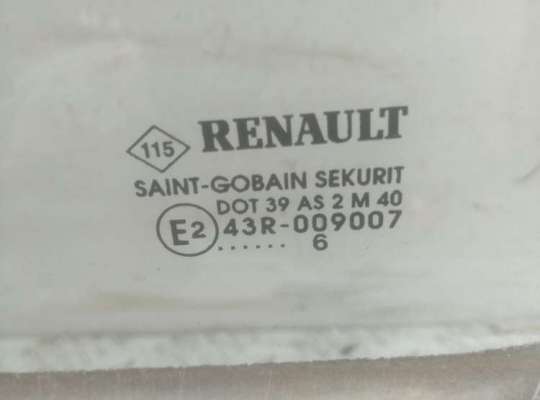 115 RENAULT
SAINT-GOBAIN SEKURIT
DOT 39 AS 2 M 40
E2 43R-009007
...... 6